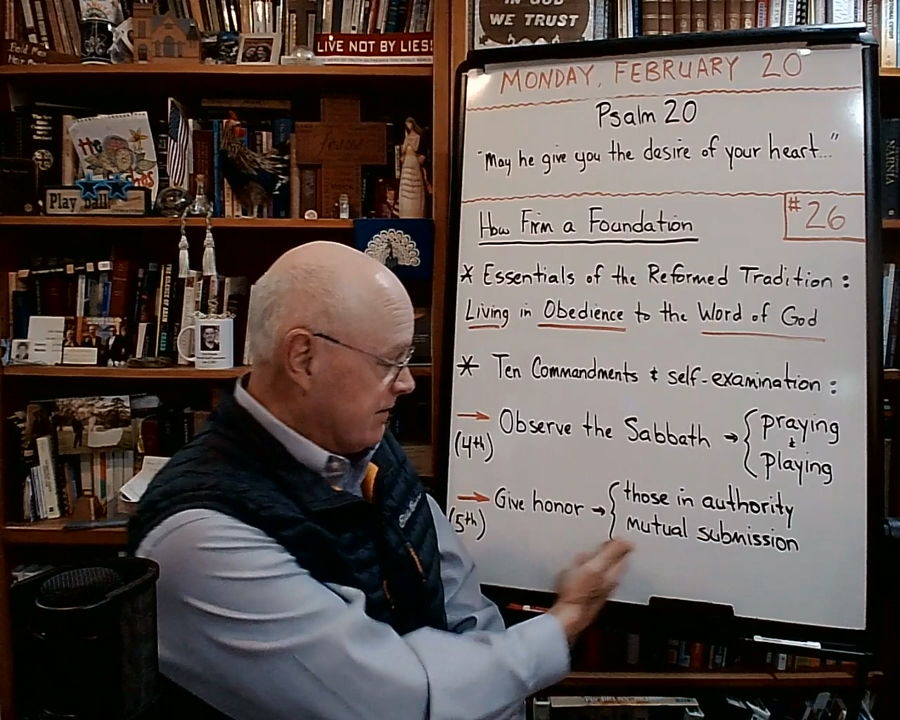 IN GOD
WE TRUST
LIVE NOT BY LIES!
Play ball
Jesus
MONDAY, FEBRUARY 20
Psalm 20
"May he give you the desire of your heart..."
How Firm a Foundation
#26
* Essentials of the Reformed Tradition:
Living in Obedience to the Word of God
* Ten Commandments & self-examination:
→ Observe the Sabbath → { praying
(4th) &
playing
→ Give honor → { those in authority
(5th) mutual submission